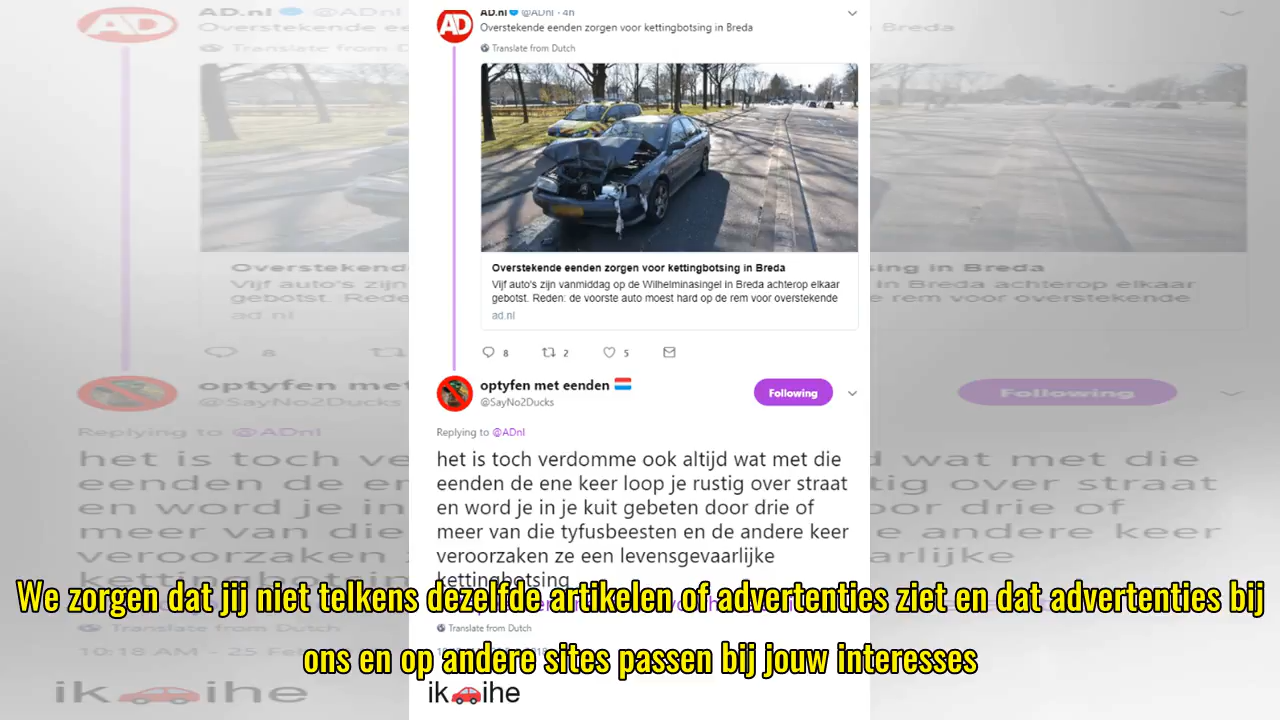 AD.nl @ADnl · 4h
AD
Overstekende eenden zorgen voor kettingbotsing in Breda
Translate from Dutch
Overstekende eenden zorgen voor kettingbotsing in Breda
Vijf auto's zijn vanmiddag op de Wilhelminasingel in Breda achterop elkaar
gebotst. Reden: de voorste auto moest hard op de rem voor overstekende
ad.nl
8 2 5
optyfen met eenden
@SayNo2Ducks
Following
Replying to @ADnl
het is toch verdomme ook altijd wat met die
eenden de ene keer loop je rustig over straat
en word je in je kuit gebeten door drie of
meer van die tyfusbeesten en de andere keer
veroorzaken ze een levensgevaarlijke
kettingbotsing
We zorgen dat jij niet telkens dezelfde artikelen of advertenties ziet en dat advertenties bij
Translate from Dutch
ons en op andere sites passen bij jouw interesses
ik🚗ihe